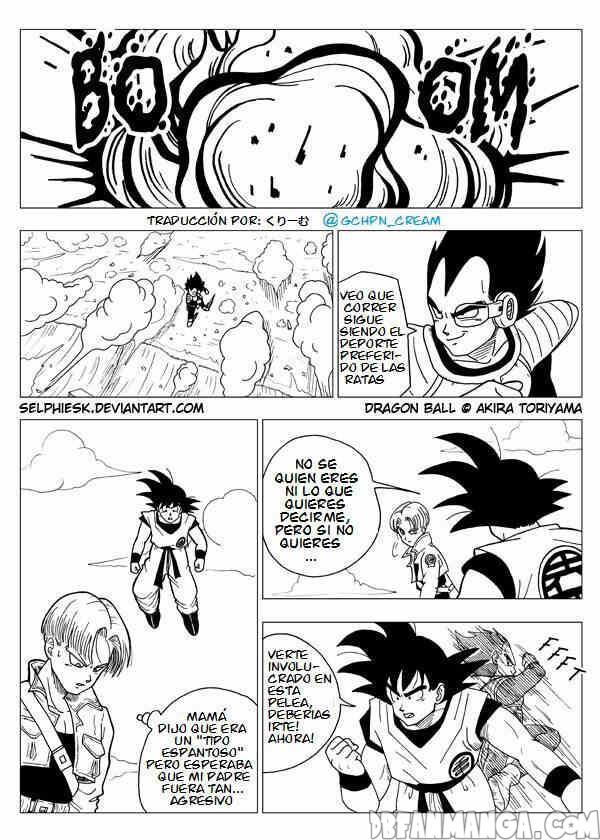 BOOOM
TRADUCCIÓN POR: くりーむ @GCHPN_CREAM
VEO QUE
CORRER
SIGUE
SIENDO EL
DEPORTE
PREFERI-
DO DE LAS
RATAS
SELPHIESK.DEVIANTART.COM
DRAGON BALL © AKIRA TORIYAMA
NO SE
QUIEN ERES
NI LO QUE
QUIERES
DECIRME,
PERO SI NO
QUIERES
...
MAMÁ
DIJO QUE ERA
UN "TIPO
ESPANTOSO"
PERO ESPERABA
QUE MI PADRE
FUERA TAN...
AGRESIVO
VERTE
INVOLU-
CRADO EN
ESTA
PELEA,
DEBERÍAS
IRTE!
AHORA!
FFFT
DBFANMANGA.COM